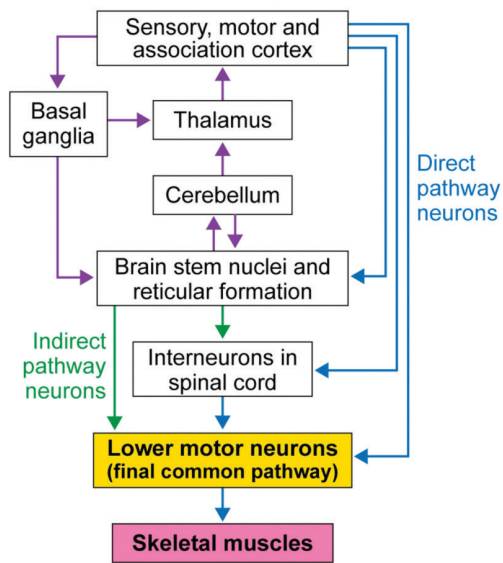 Sensory, motor and
association cortex
Basal
ganglia
Thalamus
Direct
pathway
neurons
Cerebellum
Brain stem nuclei and
reticular formation
Indirect
pathway
neurons
Interneurons in
spinal cord
Lower motor neurons
(final common pathway)
Skeletal muscles